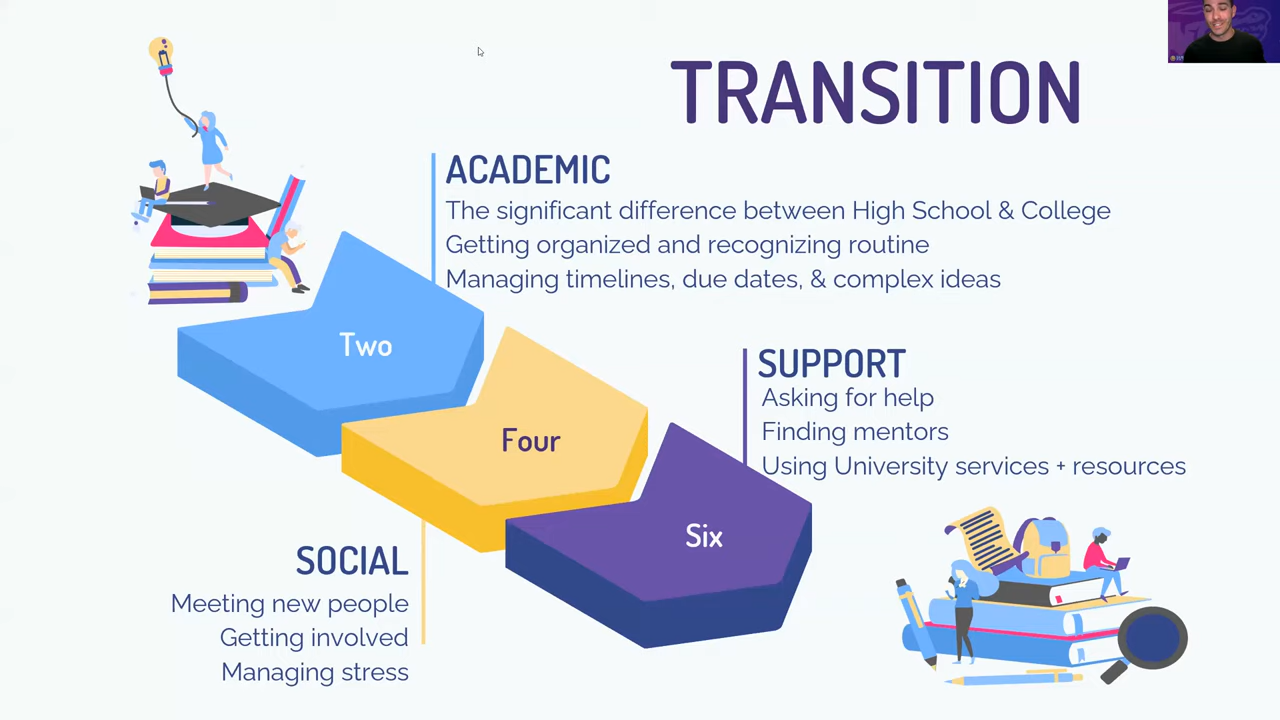 TRANSITION
ACADEMIC
The significant difference between High School & College
Getting organized and recognizing routine
Managing timelines, due dates, & complex ideas
Two
SUPPORT
Asking for help
Finding mentors
Using University services + resources
Four
Six
SOCIAL
Meeting new people
Getting involved
Managing stress